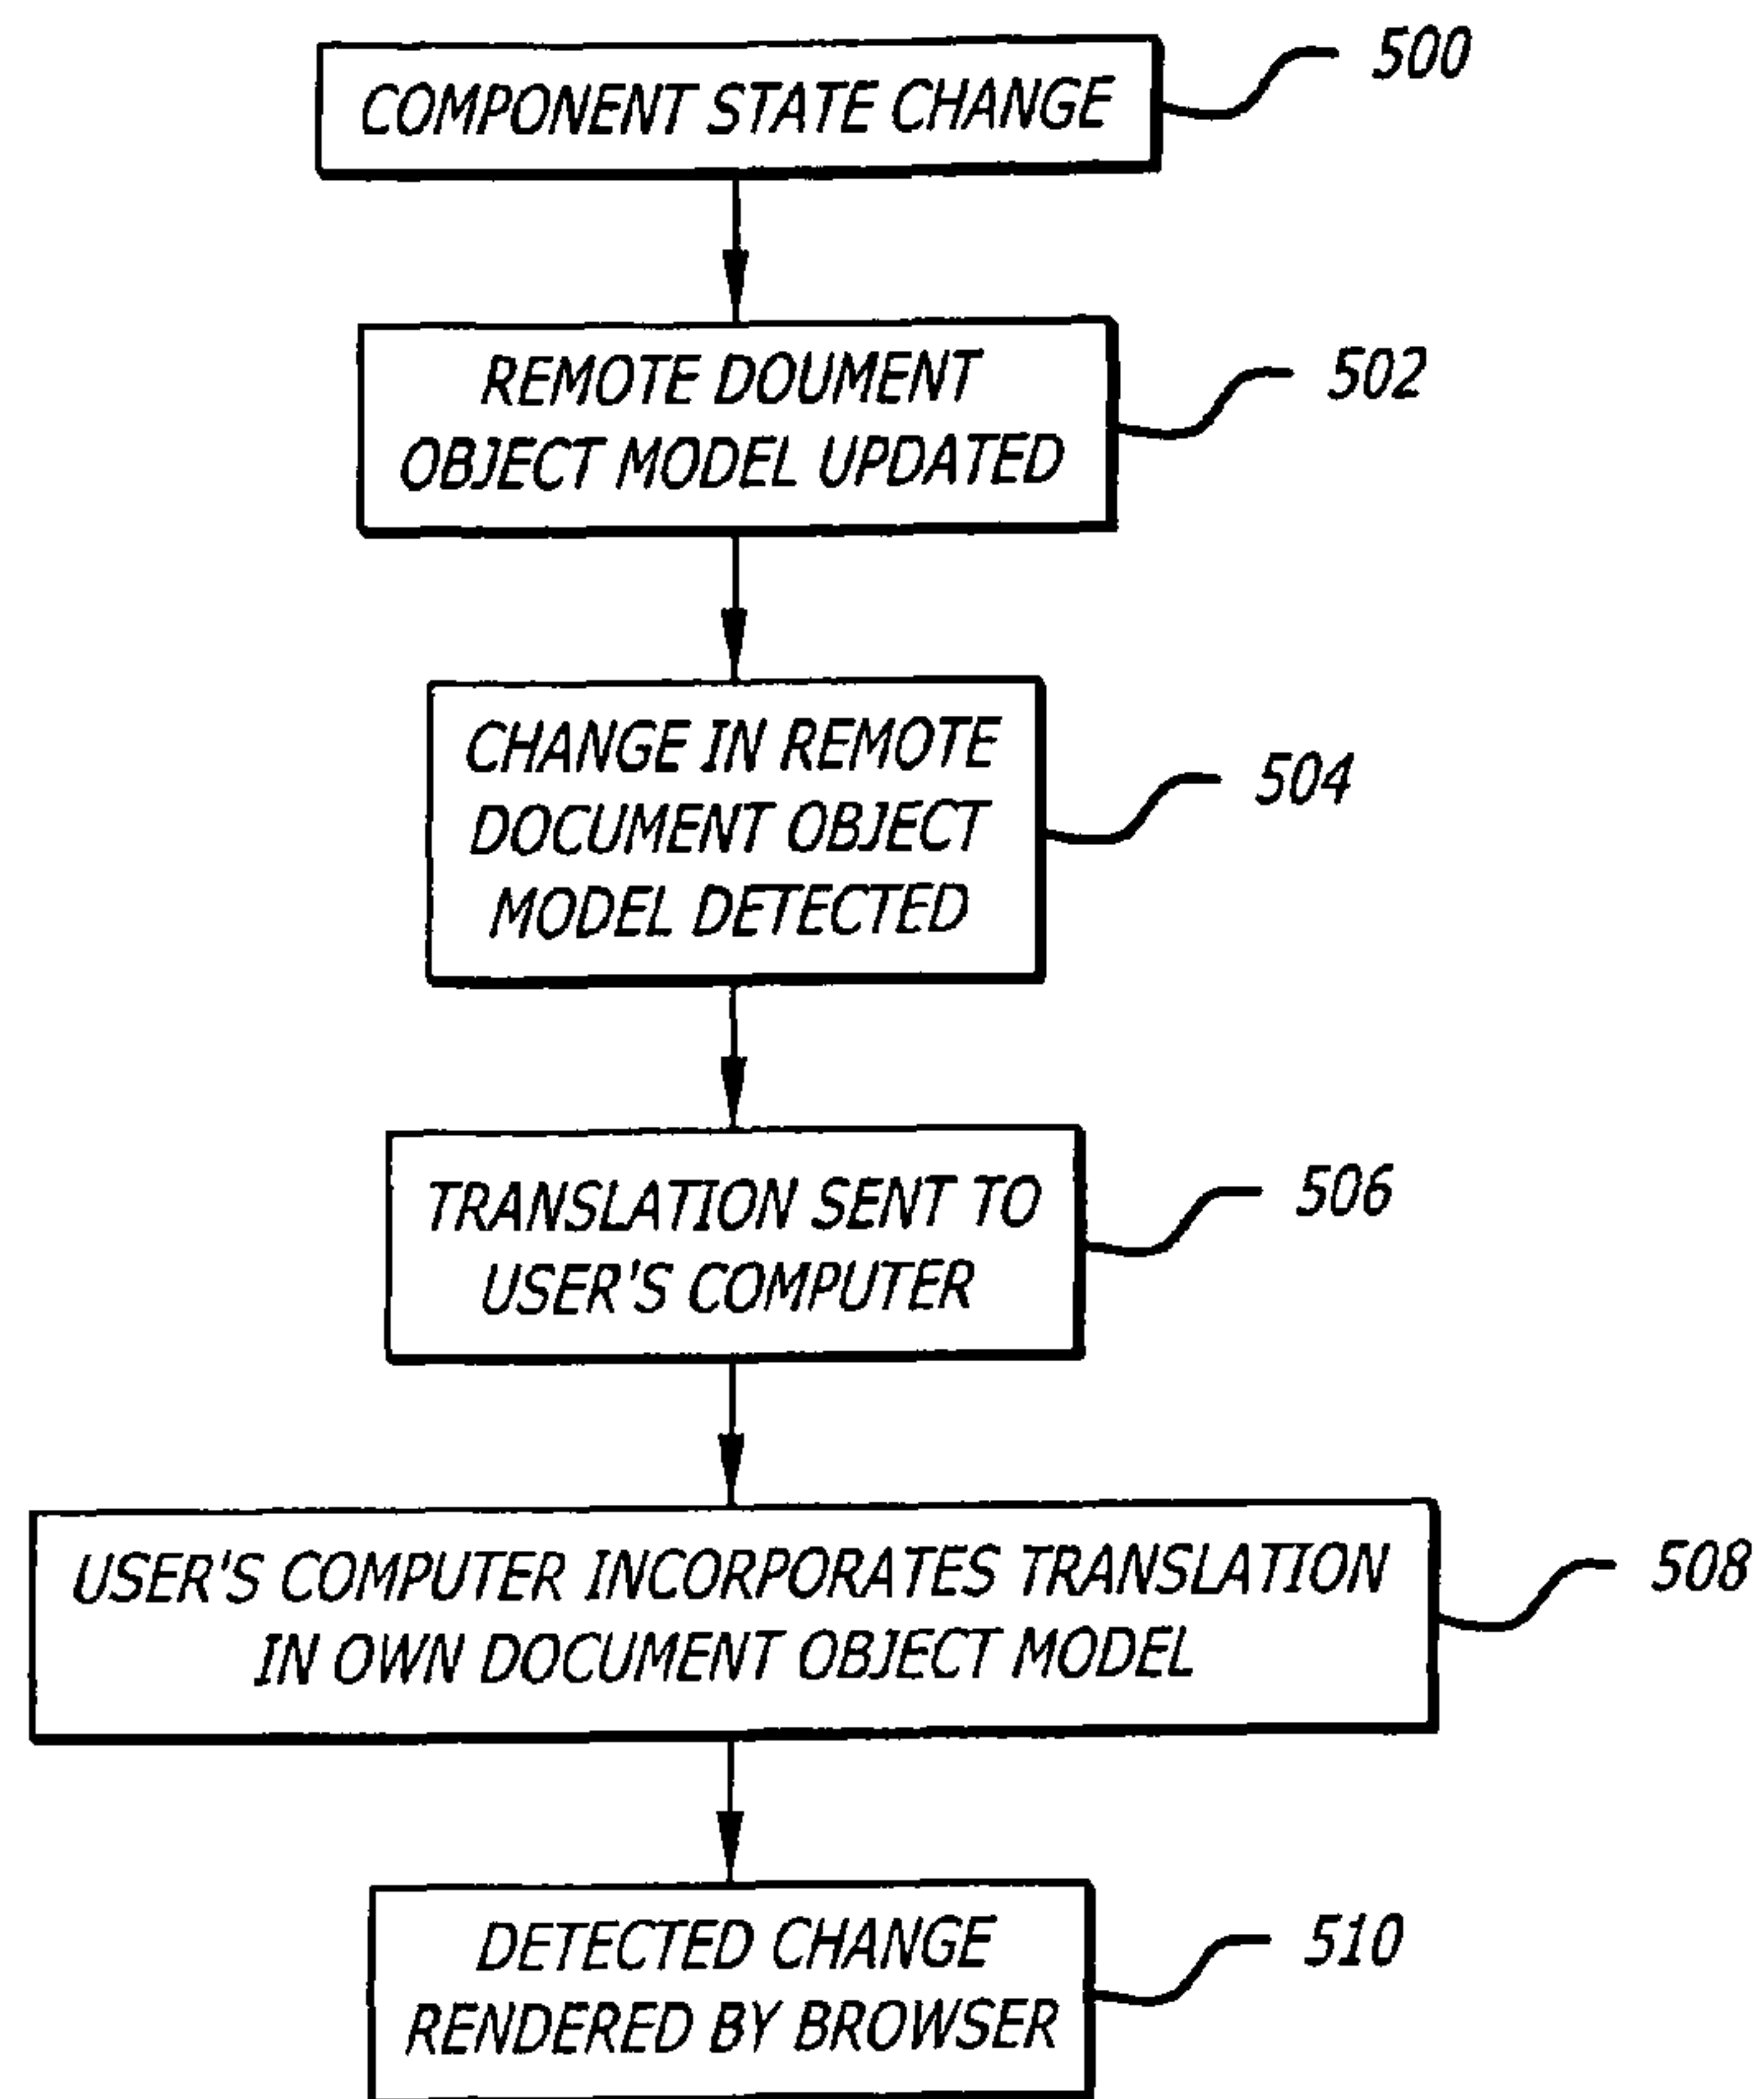 COMPONENT STATE CHANGE
500
REMOTE DOUMENT
OBJECT MODEL UPDATED
502
CHANGE IN REMOTE
DOCUMENT OBJECT
MODEL DETECTED
504
TRANSLATION SENT TO
USER'S COMPUTER
506
USER'S COMPUTER INCORPORATES TRANSLATION
IN OWN DOCUMENT OBJECT MODEL
508
DETECTED CHANGE
RENDERED BY BROWSER
510